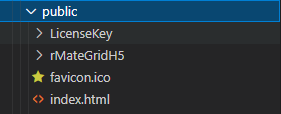 public
LicenseKey
rMateGridH5
favicon.ico
index.html